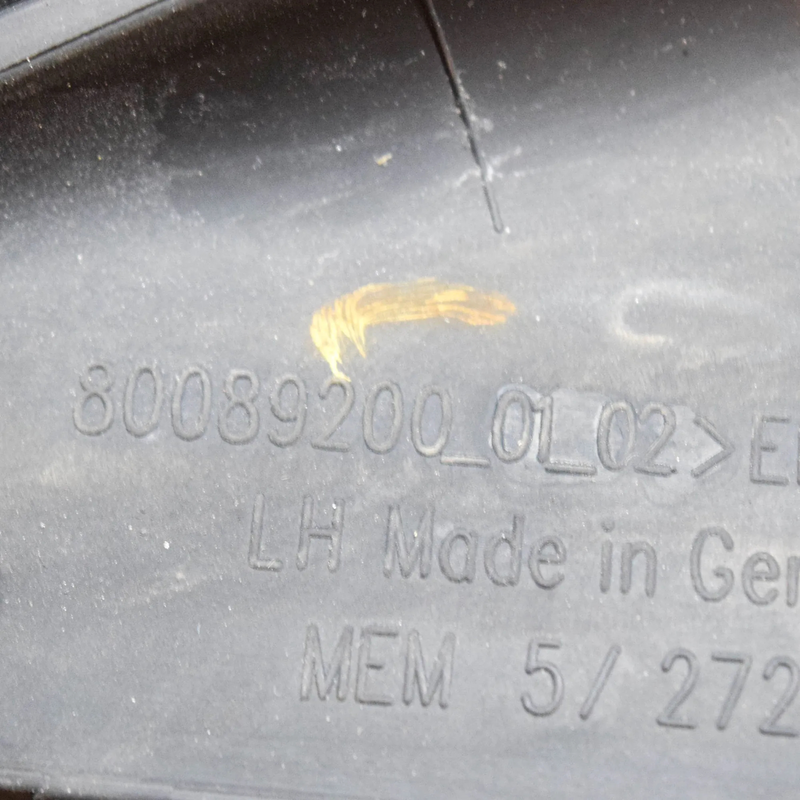 80089200_01_02>E
LH Made in Ger
MEM 5/272